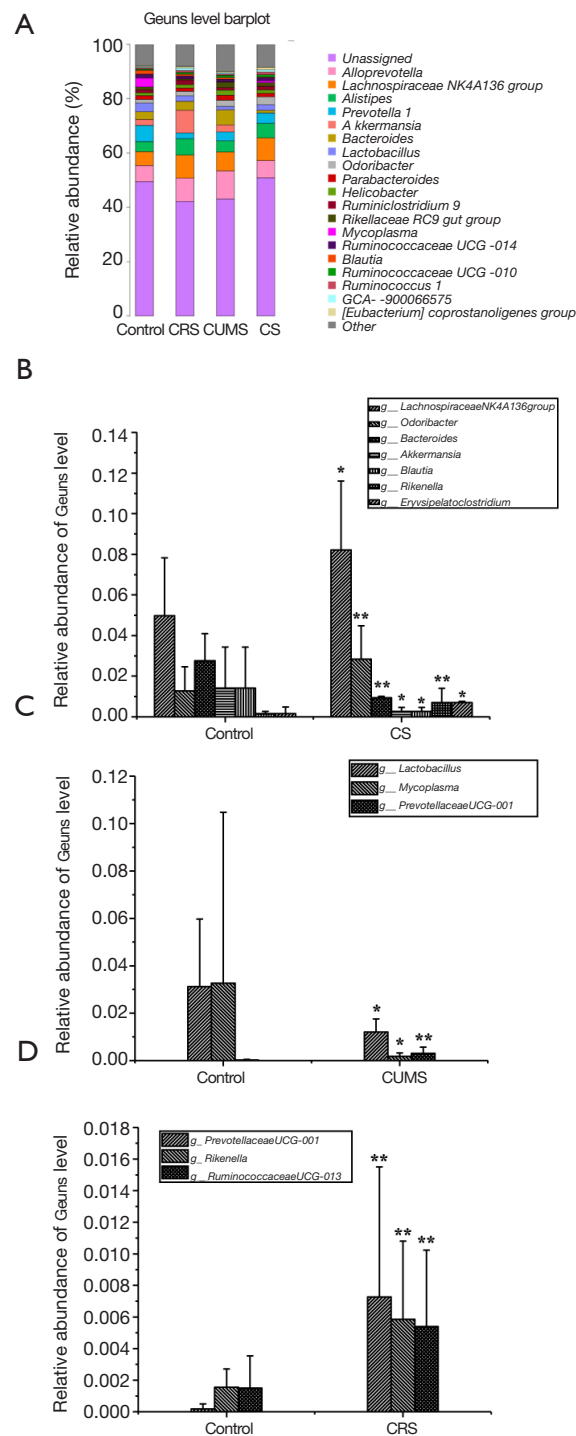 A
Geuns level barplot
Relative abundance (%)
100
80
60
40
20
0
Control CRS CUMS CS
Unassigned
Alloprevotella
Lachnospiraceae NK4A136 group
Alistipes
Prevotella 1
A kkermansia
Bacteroides
Lactobacillus
Odoribacter
Parabacteroides
Helicobacter
Ruminiclostridium 9
Rikellaceae RC9 gut group
Mycoplasma
Ruminococcaceae UCG -014
Blautia
Ruminococcaceae UCG -010
Ruminococcus 1
GCA- -900066575
[Eubacterium] coprostanoligenes group
Other
B
Relative abundance of Geuns level
0.14
0.12
0.10
0.08
0.06
0.04
0.02
0.00
g__ LachnospiraceaeNK4A136group
g__ Odoribacter
g__ Bacteroides
g__ Akkermansia
g__ Blautia
g__ Rikenella
g__ Eryvsipelatoclostridium
* ** ** * * ** *
Control CS
C
Relative abundance of Geuns level
0.12
0.10
0.08
0.06
0.04
0.02
0.00
g__ Lactobacillus
g__ Mycoplasma
g__ PrevotellaceaeUCG-001
* * **
Control CUMS
D
Relative abundance of Geuns level
0.018
0.016
0.014
0.012
0.010
0.008
0.006
0.004
0.002
0.000
g_ PrevotellaceaeUCG-001
g_ Rikenella
g__RuminococcaceaeUCG-013
** ** **
Control CRS